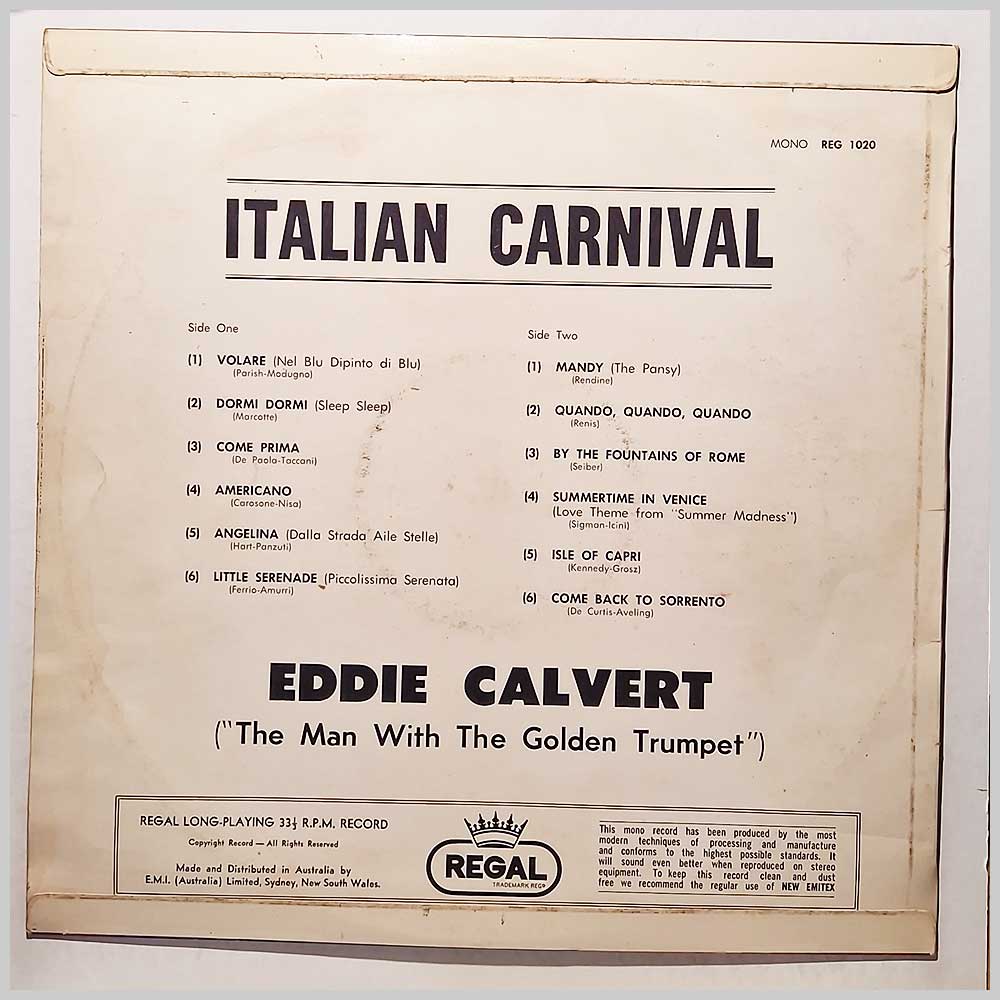 MONO REG 1020
ITALIAN CARNIVAL
Side One
(1) VOLARE (Nel Blu Dipinto di Blu)
(Parish-Modugno)
(2) DORMI DORMI (Sleep Sleep)
(Marcotte)
(3) COME PRIMA
(De Paola-Taccani)
(4) AMERICANO
(Carosone-Nisa)
(5) ANGELINA (Dalla Strada Aile Stelle)
(Hart-Panzuti)
(6) LITTLE SERENADE (Piccolissima Serenata)
(Ferrio-Amurri)
Side Two
(1) MANDY (The Pansy)
(Rendine)
(2) QUANDO, QUANDO, QUANDO
(Renis)
(3) BY THE FOUNTAINS OF ROME
(Seiber)
(4) SUMMERTIME IN VENICE
(Love Theme from "Summer Madness")
(Sigman-Icini)
(5) ISLE OF CAPRI
(Kennedy-Grosz)
(6) COME BACK TO SORRENTO
(De Curtis-Aveling)
EDDIE CALVERT
("The Man With The Golden Trumpet")
REGAL LONG-PLAYING 33⅓ R.P.M. RECORD
Copyright Record — All Rights Reserved
Made and Distributed in Australia by
E.M.I. (Australia) Limited, Sydney, New South Wales.
REGAL
TRADEMARK REGD
This mono record has been produced by the most
modern techniques of processing and manufacture
and conforms to the highest possible standards. It
will sound even better when reproduced on stereo
equipment. To keep this record clean and dust
free we recommend the regular use of NEW EMITEX